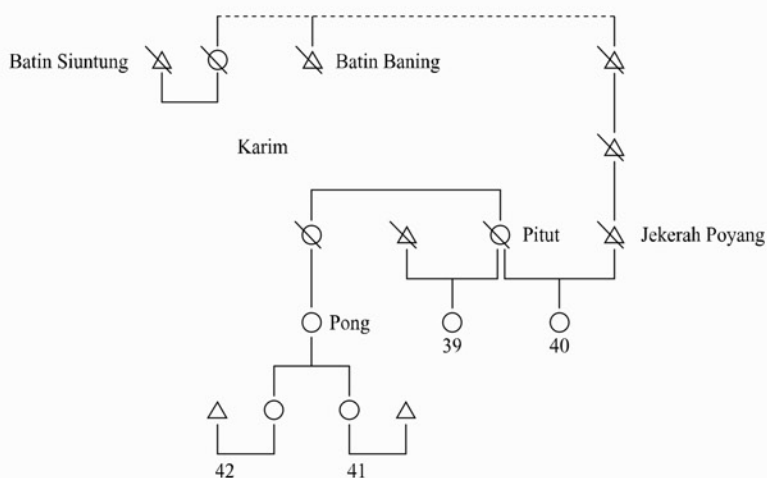 Batin Siuntung
Batin Baning
Karim
Pitut
Jekerah Poyang
Pong
39
40
42
41